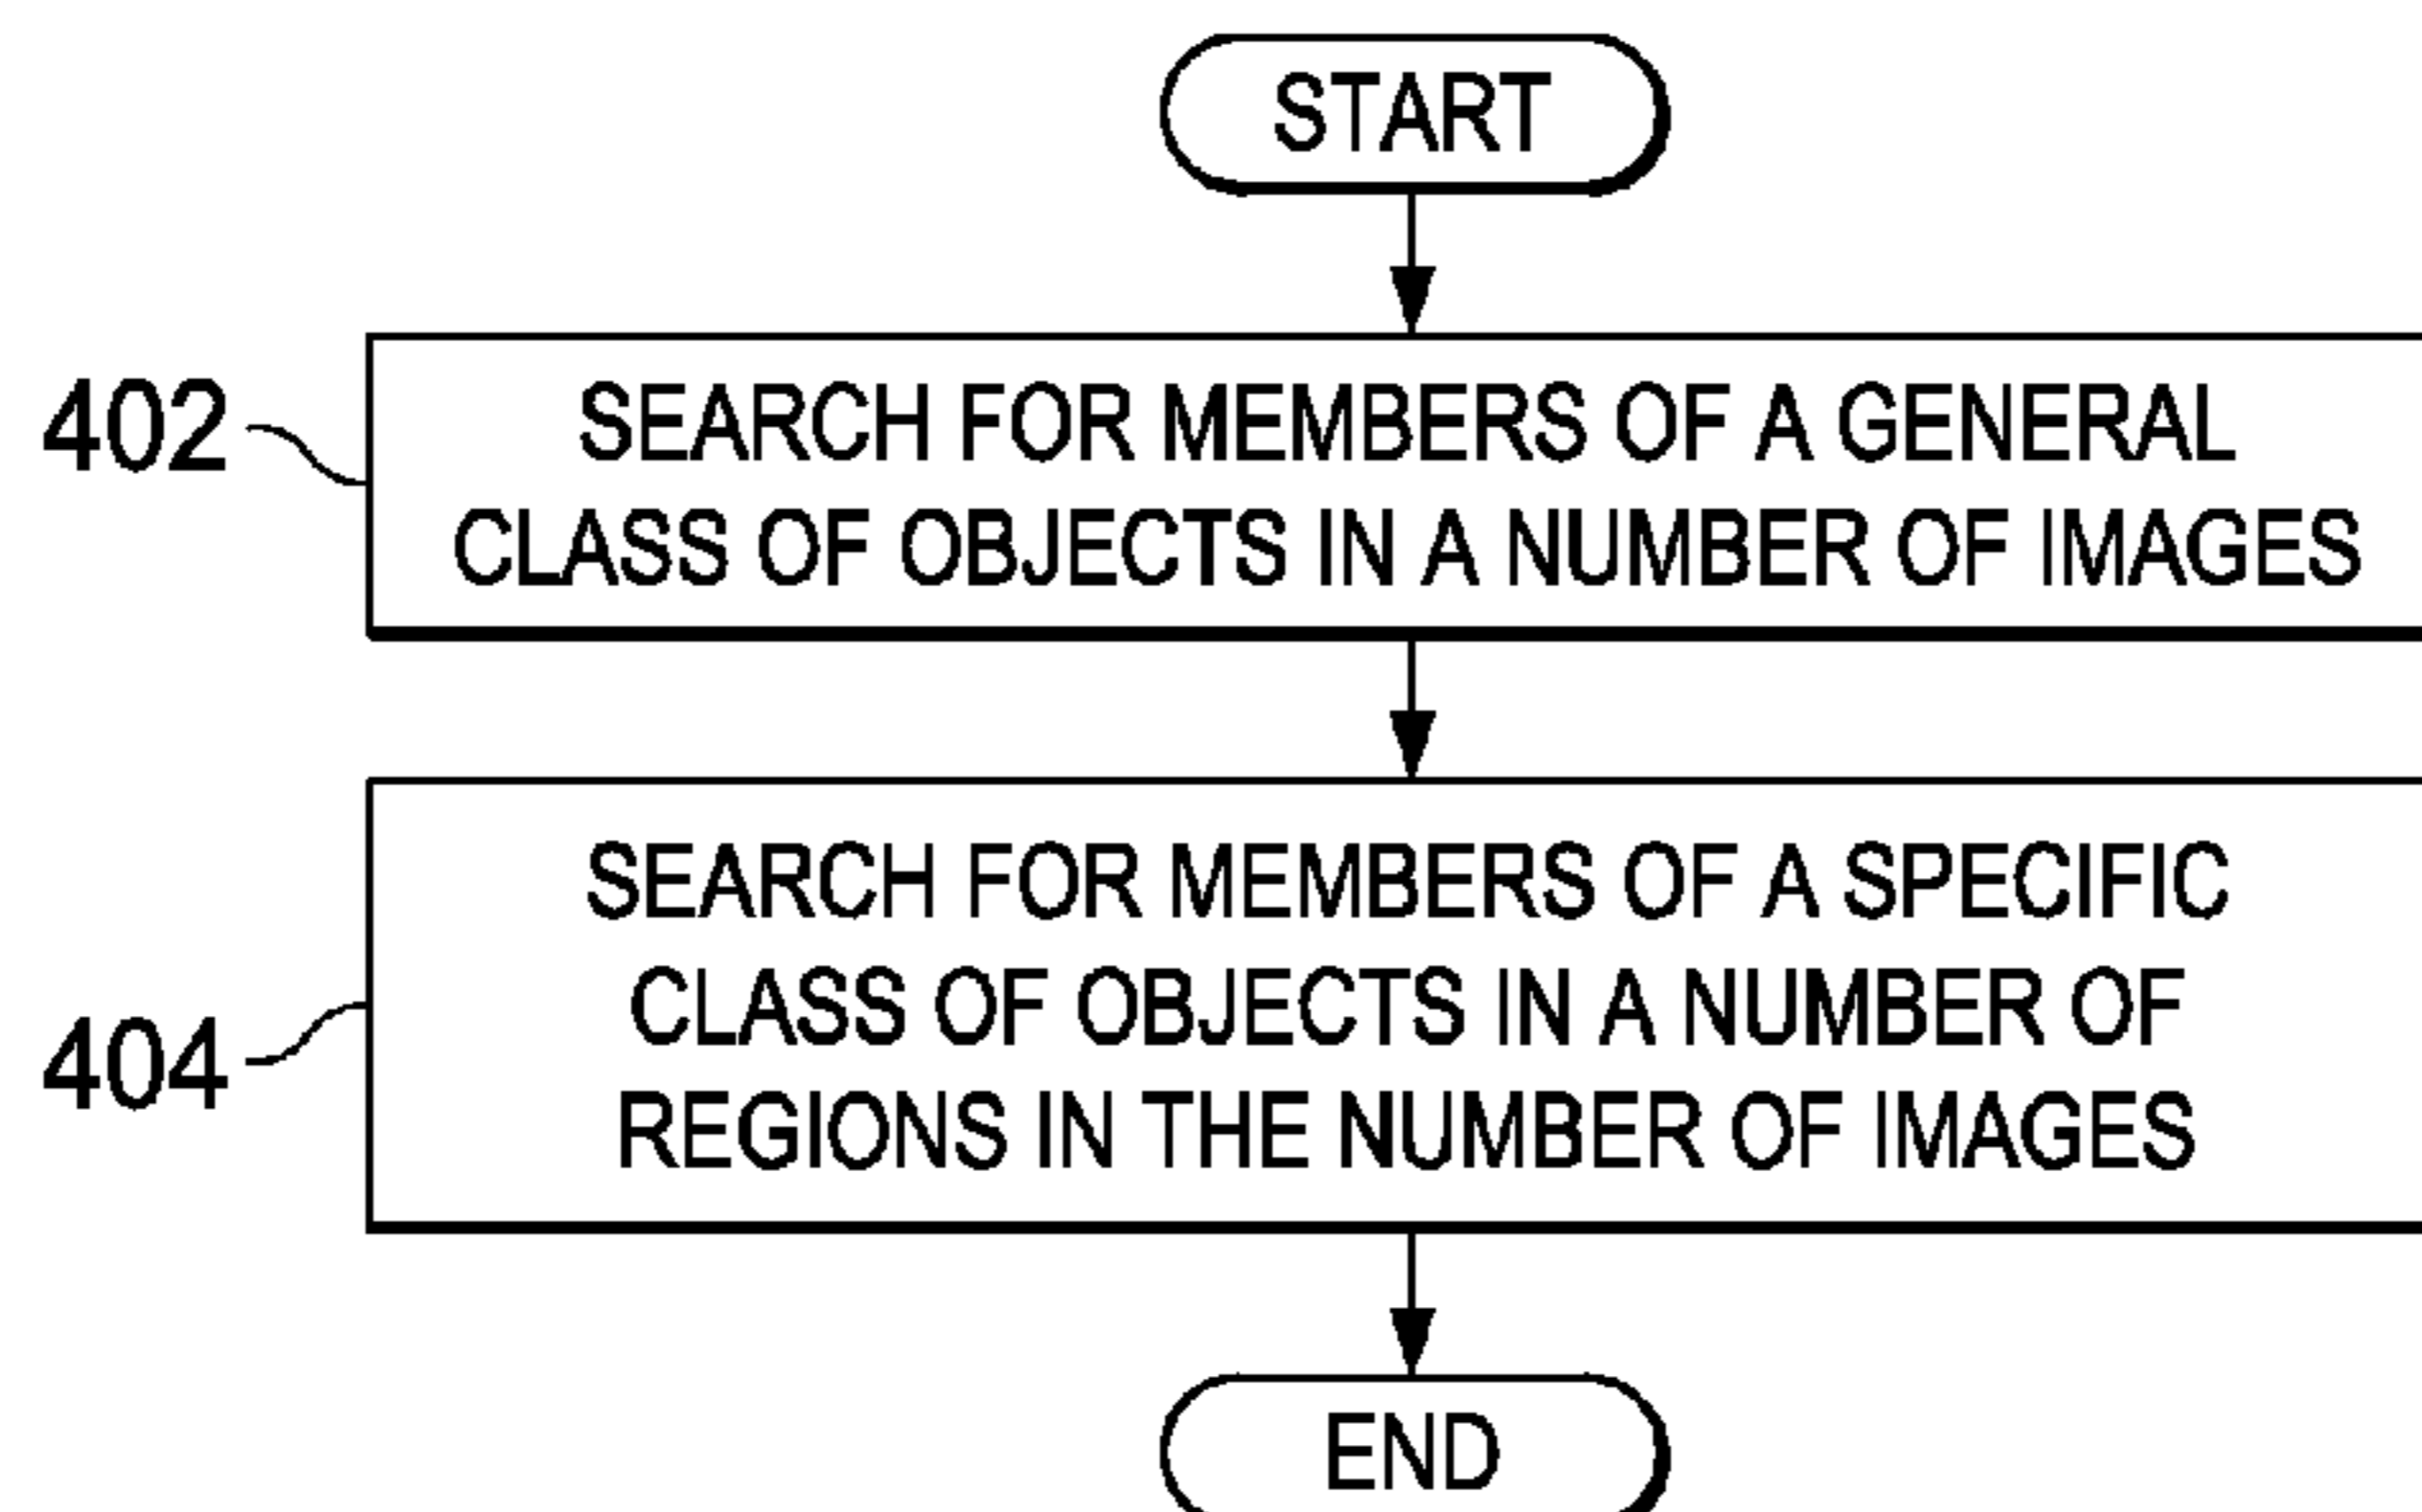 START
402
SEARCH FOR MEMBERS OF A GENERAL
CLASS OF OBJECTS IN A NUMBER OF IMAGES
404
SEARCH FOR MEMBERS OF A SPECIFIC
CLASS OF OBJECTS IN A NUMBER OF
REGIONS IN THE NUMBER OF IMAGES
END